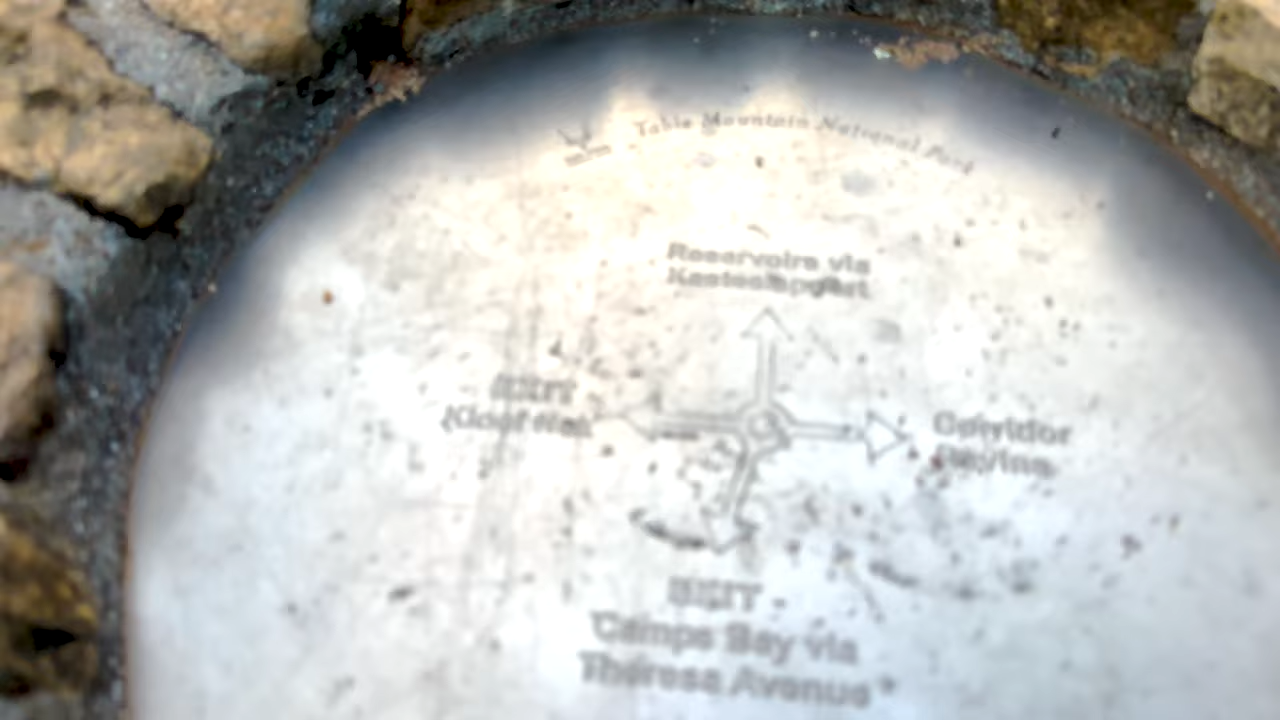 Table Mountain National Park
Reservoirs via
Kasteelspoort
EXIT
Kloof Nek
Corridor
Ravine
EXIT -
Camps Bay via
Theresa Avenue